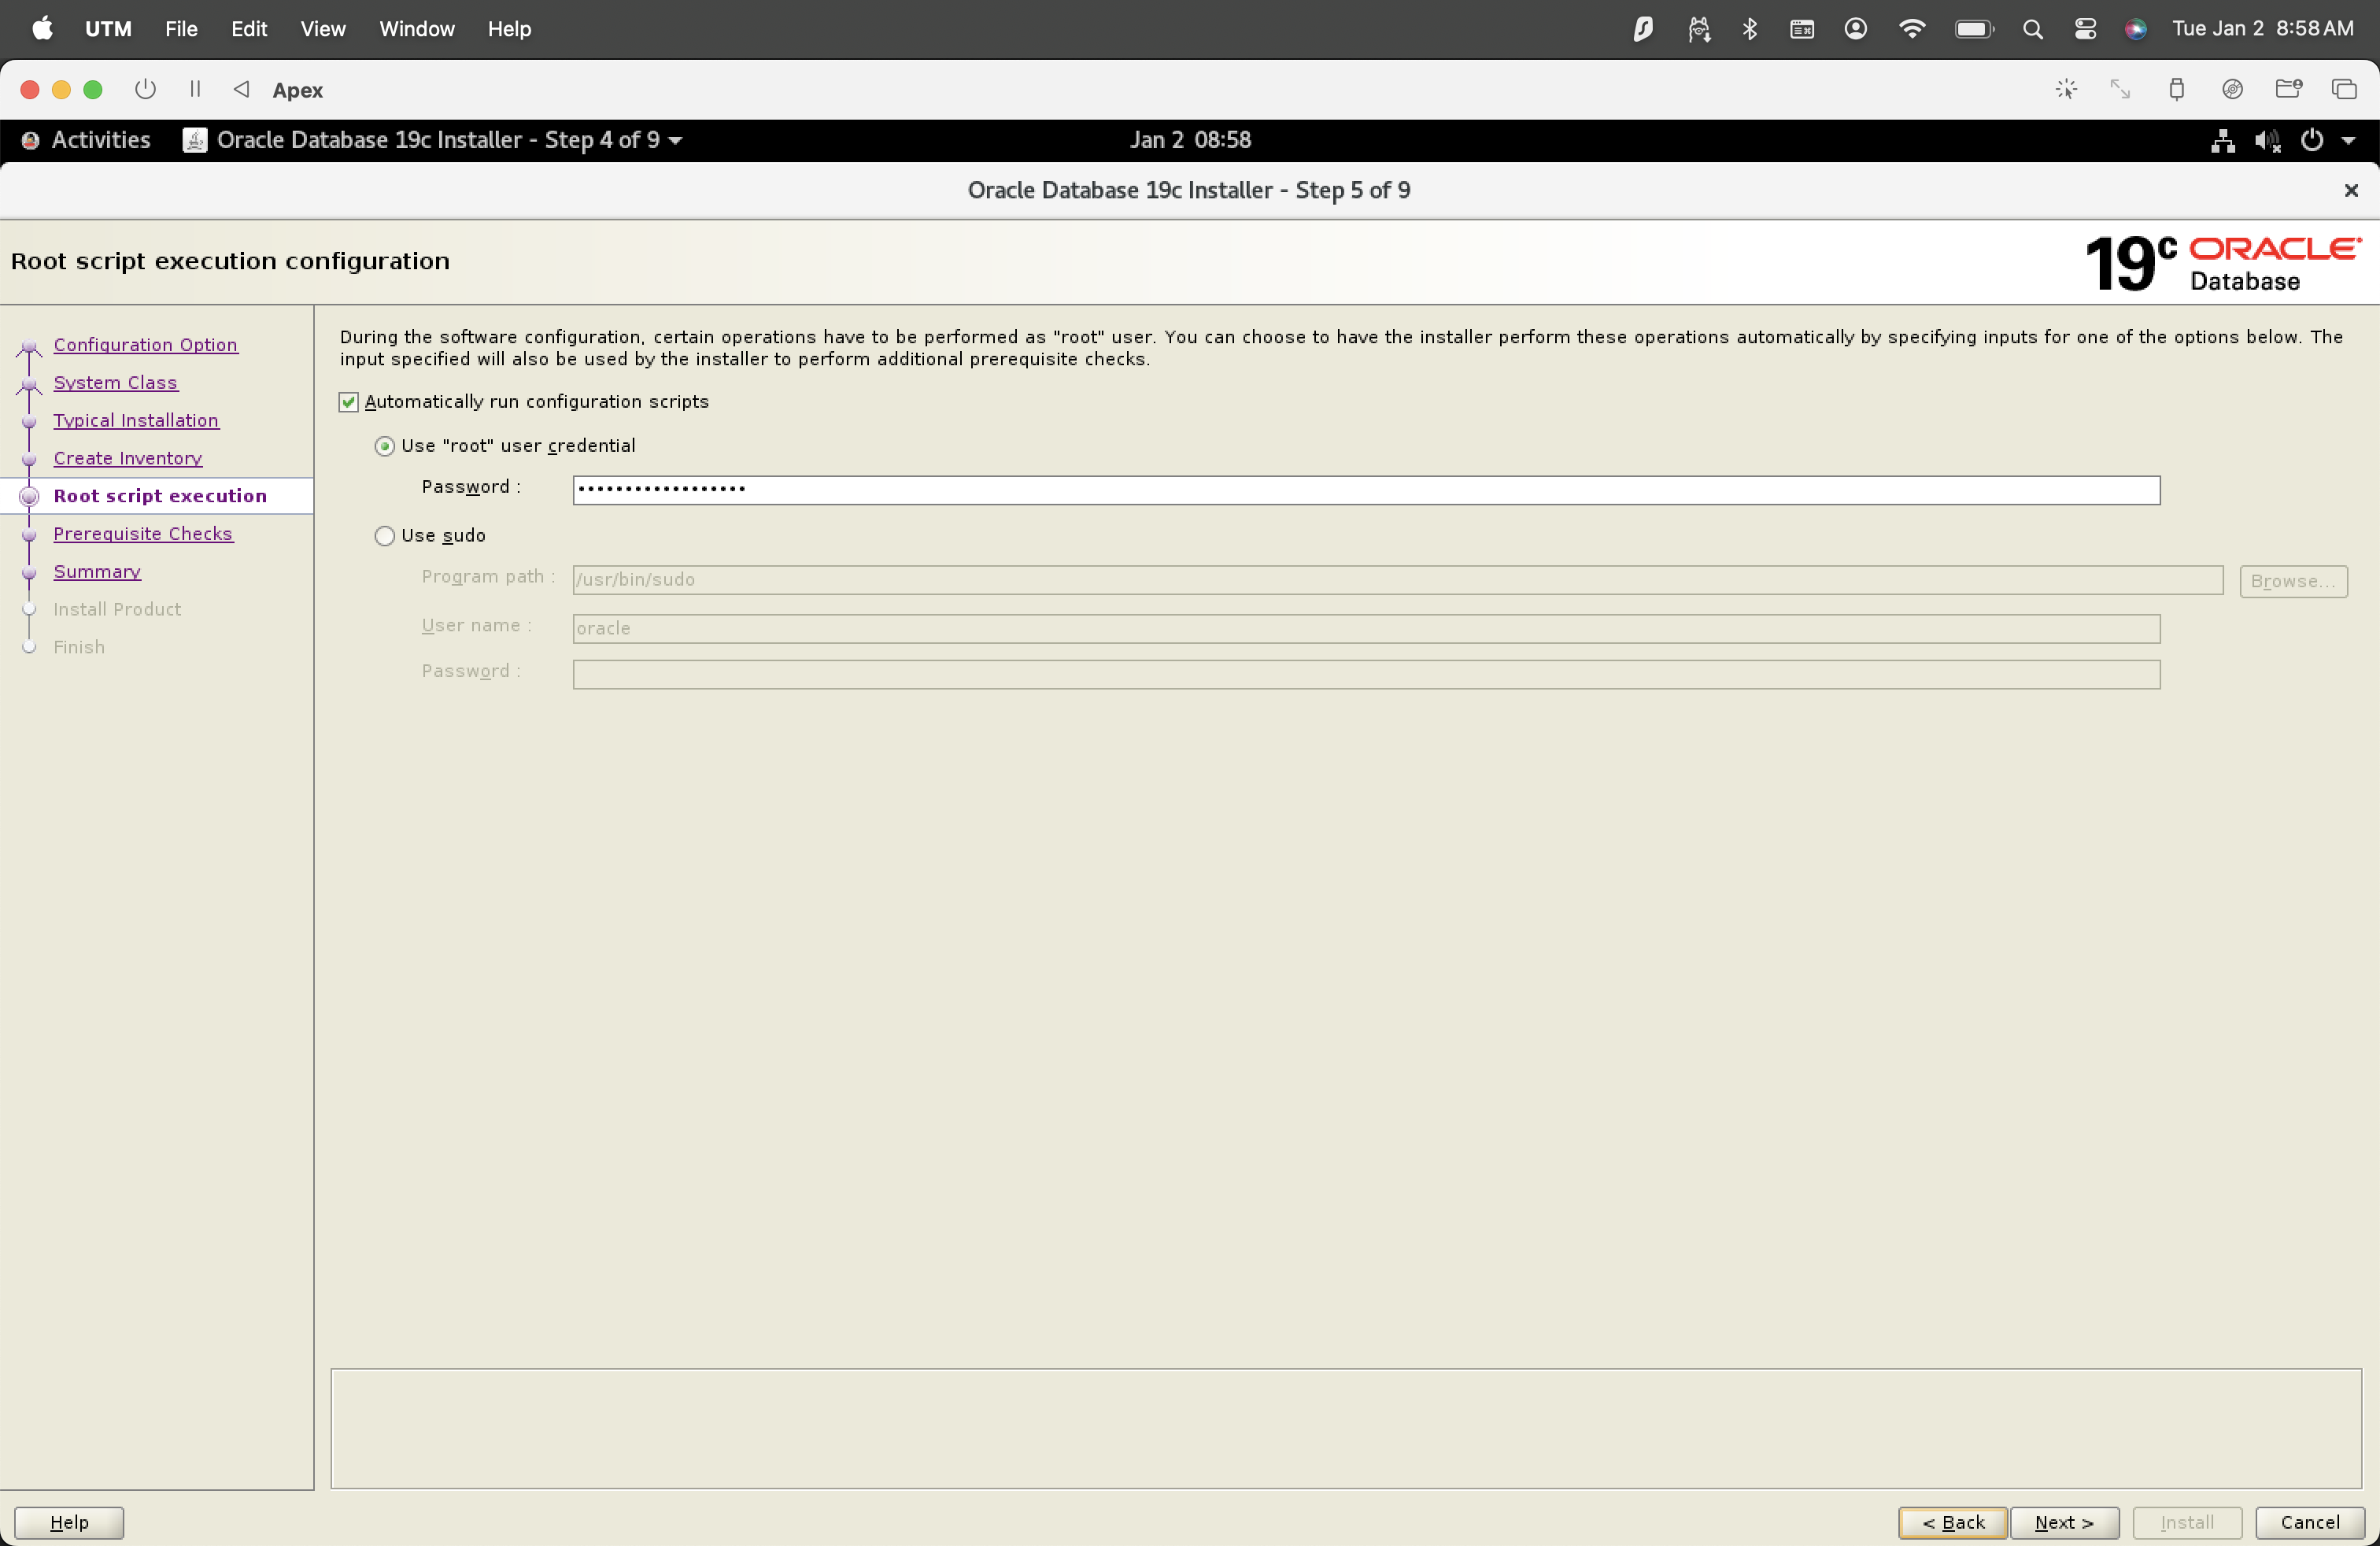 UTM File Edit View Window Help Tue Jan 2 8:58 AM
Apex
Activities Oracle Database 19c Installer - Step 4 of 9 Jan 2 08:58
Oracle Database 19c Installer - Step 5 of 9
Root script execution configuration
19c ORACLE
Database
Configuration Option
System Class
Typical Installation
Create Inventory
Root script execution
Prerequisite Checks
Summary
Install Product
Finish
During the software configuration, certain operations have to be performed as "root" user. You can choose to have the installer perform these operations automatically by specifying inputs for one of the options below. The
input specified will also be used by the installer to perform additional prerequisite checks.
Automatically run configuration scripts
Use "root" user credential
Password : ••••••••••••••••••
Use sudo
Program path : /usr/bin/sudo Browse...
User name : oracle
Password :
Help < Back Next > Install Cancel